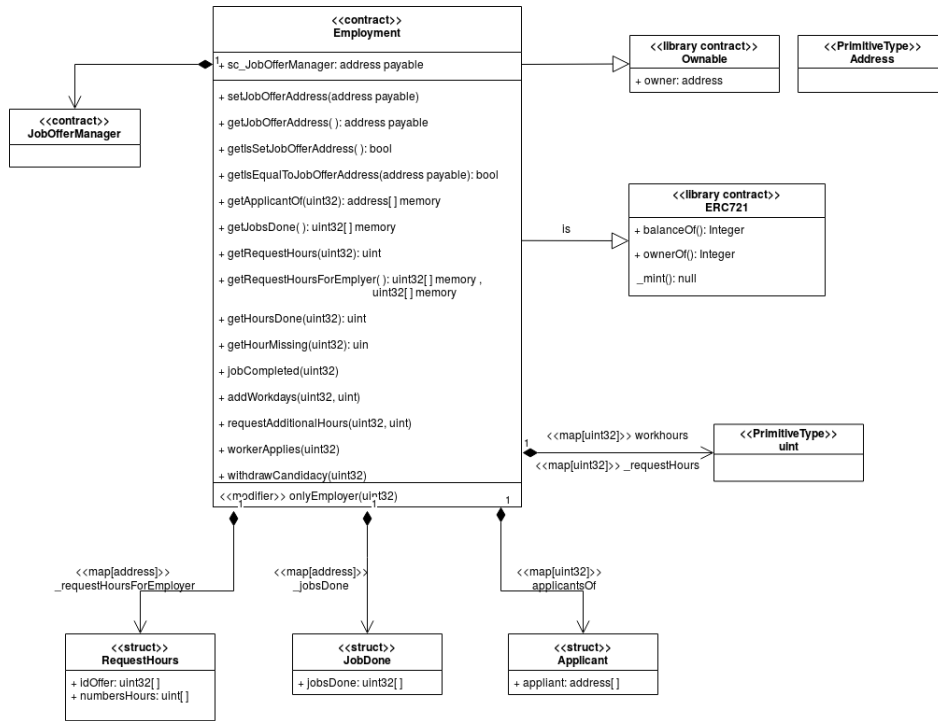 <<contract>>
Employment
1
+ sc_JobOfferManager: address payable
+ setJobOfferAddress(address payable)
+ getJobOfferAddress( ): address payable
+ getIsSetJobOfferAddress( ): bool
+ getIsEqualToJobOfferAddress(address payable): bool
+ getApplicantOf(uint32): address[ ] memory
+ getJobsDone( ): uint32[ ] memory
+ getRequestHours(uint32): uint
+ getRequestHoursForEmplyer( ): uint32[ ] memory ,
uint32[ ] memory
+ getHoursDone(uint32): uint
+ getHourMissing(uint32): uin
+ jobCompleted(uint32)
+ addWorkdays(uint32, uint)
+ requestAdditionalHours(uint32, uint)
+ workerApplies(uint32)
+ withdrawCandidacy(uint32)
<<modifier>> onlyEmployer(uint32)
<<contract>>
JobOfferManager
<<library contract>>
Ownable
+ owner: address
<<PrimitiveType>>
Address
is
<<library contract>>
ERC721
+ balanceOf(): Integer
+ ownerOf(): Integer
_mint(): null
1
<<map[uint32]>> workhours
<<map[uint32]>> _requestHours
<<PrimitiveType>>
uint
1
<<map[address]>>
_requestHoursForEmployer
1
<<map[address]>>
_jobsDone
1
<<map[uint32]>>
applicantsOf
<<struct>>
RequestHours
+ idOffer: uint32[ ]
+ numbersHours: uint[ ]
<<struct>>
JobDone
+ jobsDone: uint32[ ]
<<struct>>
Applicant
+ appliant: address[ ]